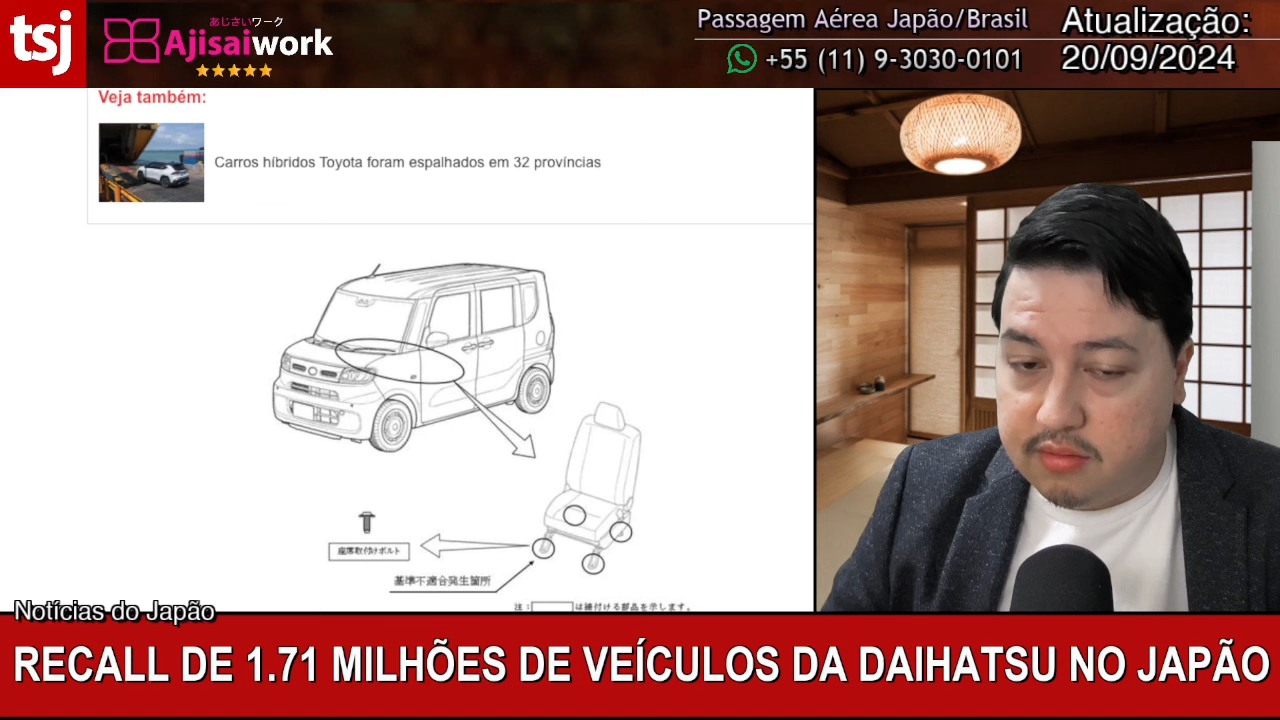 tsj
あじさいワーク
Ajisaiwork
Passagem Aérea Japão/Brasil
+55 (11) 9-3030-0101
Atualização:
20/09/2024
Veja também:
Carros híbridos Toyota foram espalhados em 32 províncias
座席取付けボルト
基準不適合発生箇所
注:
は締付ける部品を示します。
Notícias do Japão
RECALL DE 1.71 MILHÕES DE VEÍCULOS DA DAIHATSU NO JAPÃO